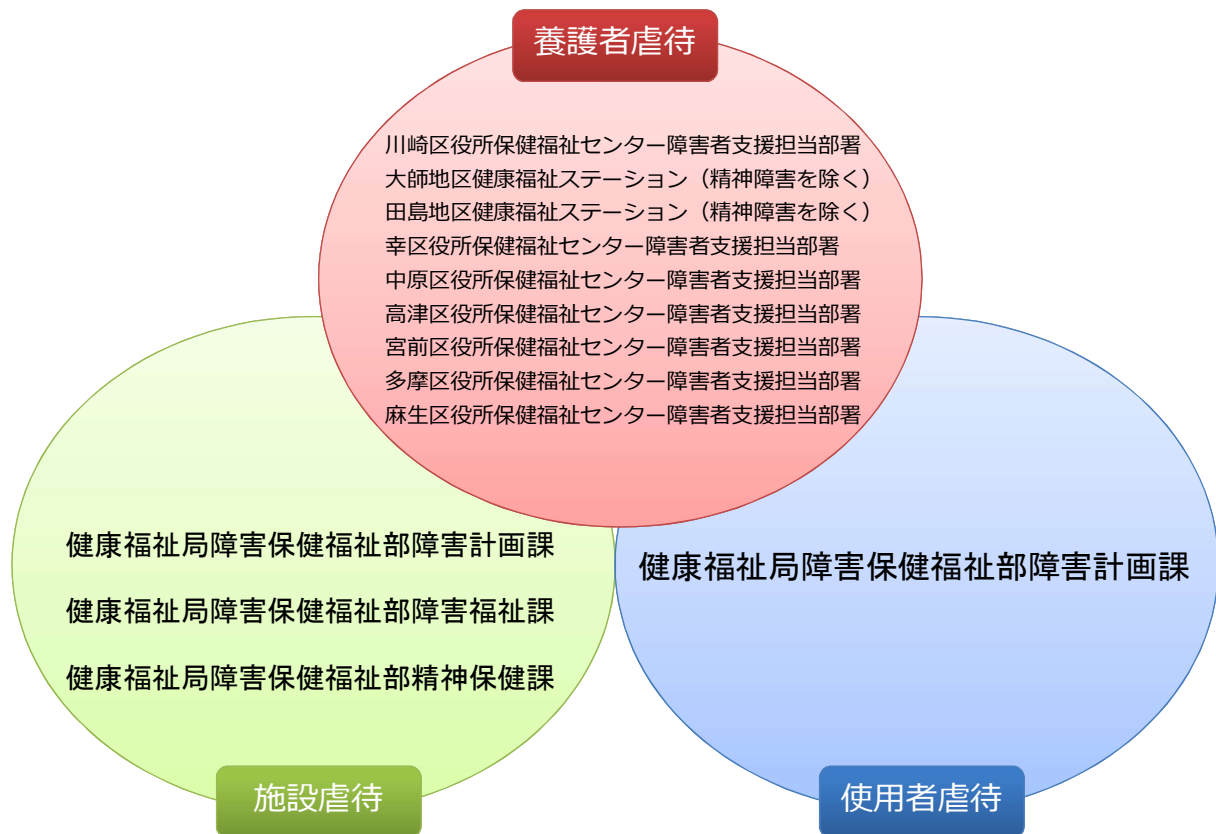 養護者虐待
川崎区役所保健福祉センター障害者支援担当部署
大師地区健康福祉ステーション（精神障害を除く）
田島地区健康福祉ステーション（精神障害を除く）
幸区役所保健福祉センター障害者支援担当部署
中原区役所保健福祉センター障害者支援担当部署
高津区役所保健福祉センター障害者支援担当部署
宮前区役所保健福祉センター障害者支援担当部署
多摩区役所保健福祉センター障害者支援担当部署
麻生区役所保健福祉センター障害者支援担当部署
健康福祉局障害保健福祉部障害計画課
健康福祉局障害保健福祉部障害福祉課
健康福祉局障害保健福祉部精神保健課
施設虐待
健康福祉局障害保健福祉部障害計画課
使用者虐待